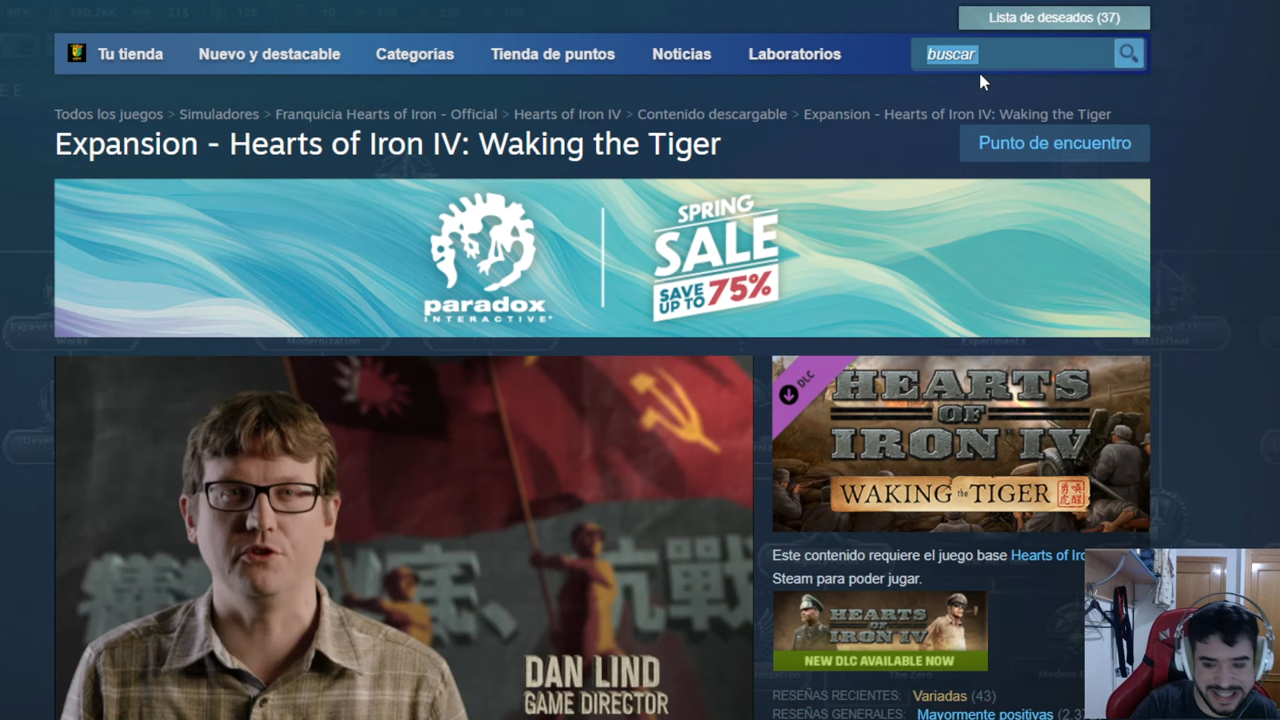 Lista de deseados (37)
Tu tienda Nuevo y destacable Categorías Tienda de puntos Noticias Laboratorios buscar
Todos los juegos > Simuladores > Franquicia Hearts of Iron - Official > Hearts of Iron IV > Contenido descargable > Expansion - Hearts of Iron IV: Waking the Tiger
Expansion - Hearts of Iron IV: Waking the Tiger
Punto de encuentro
paradox
INTERACTIVE
SPRING
SALE
SAVE
UP TO 75%
DLC
HEARTS
OF
IRON IV
WAKING the TIGER
DAN LIND
GAME DIRECTOR
Este contenido requiere el juego base Hearts of
Steam para poder jugar.
HEARTS
OF
IRON IV
NEW DLC AVAILABLE NOW
RESEÑAS RECIENTES: Variadas (43)
RESEÑAS GENERALES: Mayormente positivas